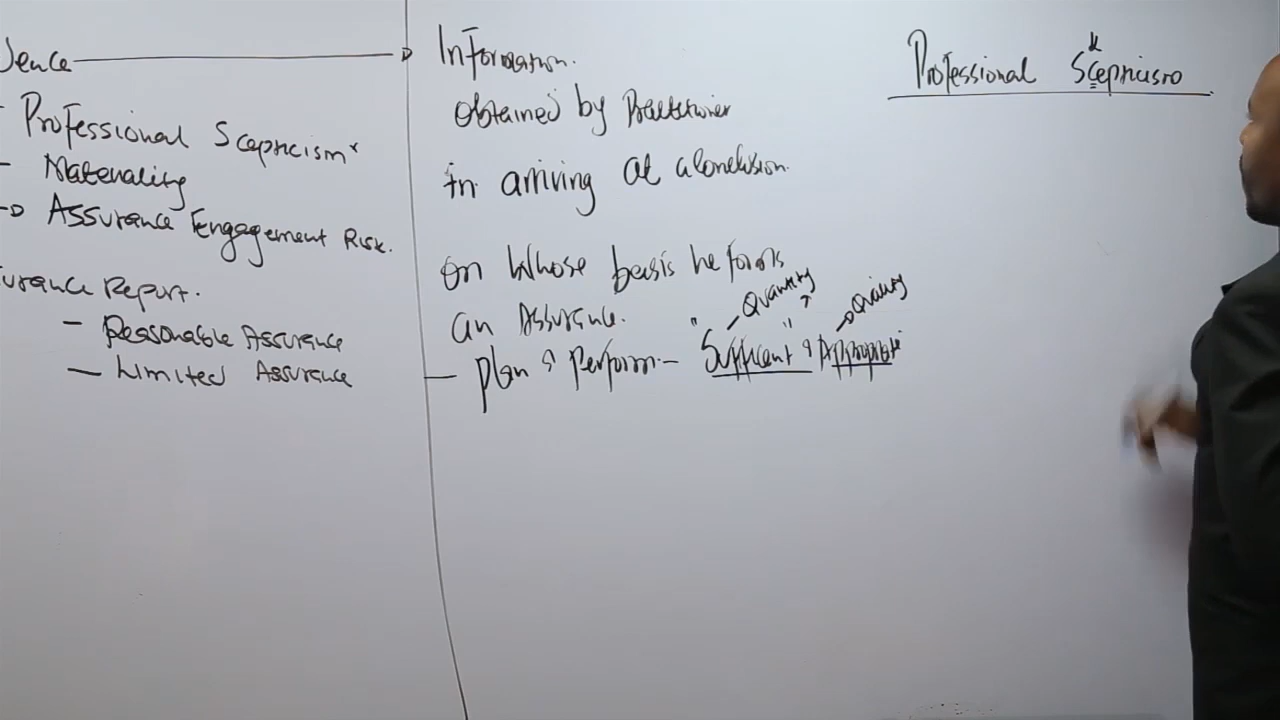 dence
- Professional Scepticism*
- Materiality
→ Assurance Engagement Risk.
urance Report.
- Reasonable Assurance
- Limited Assurance
Information.
obtained by Practitioner
in arriving at a Conclusion.
on Whose basis he forms
an Assurance.
Quantity ↑
Quality
- Plan & Perform - "Sufficient" & Appropriate
k
Professional Scepticism